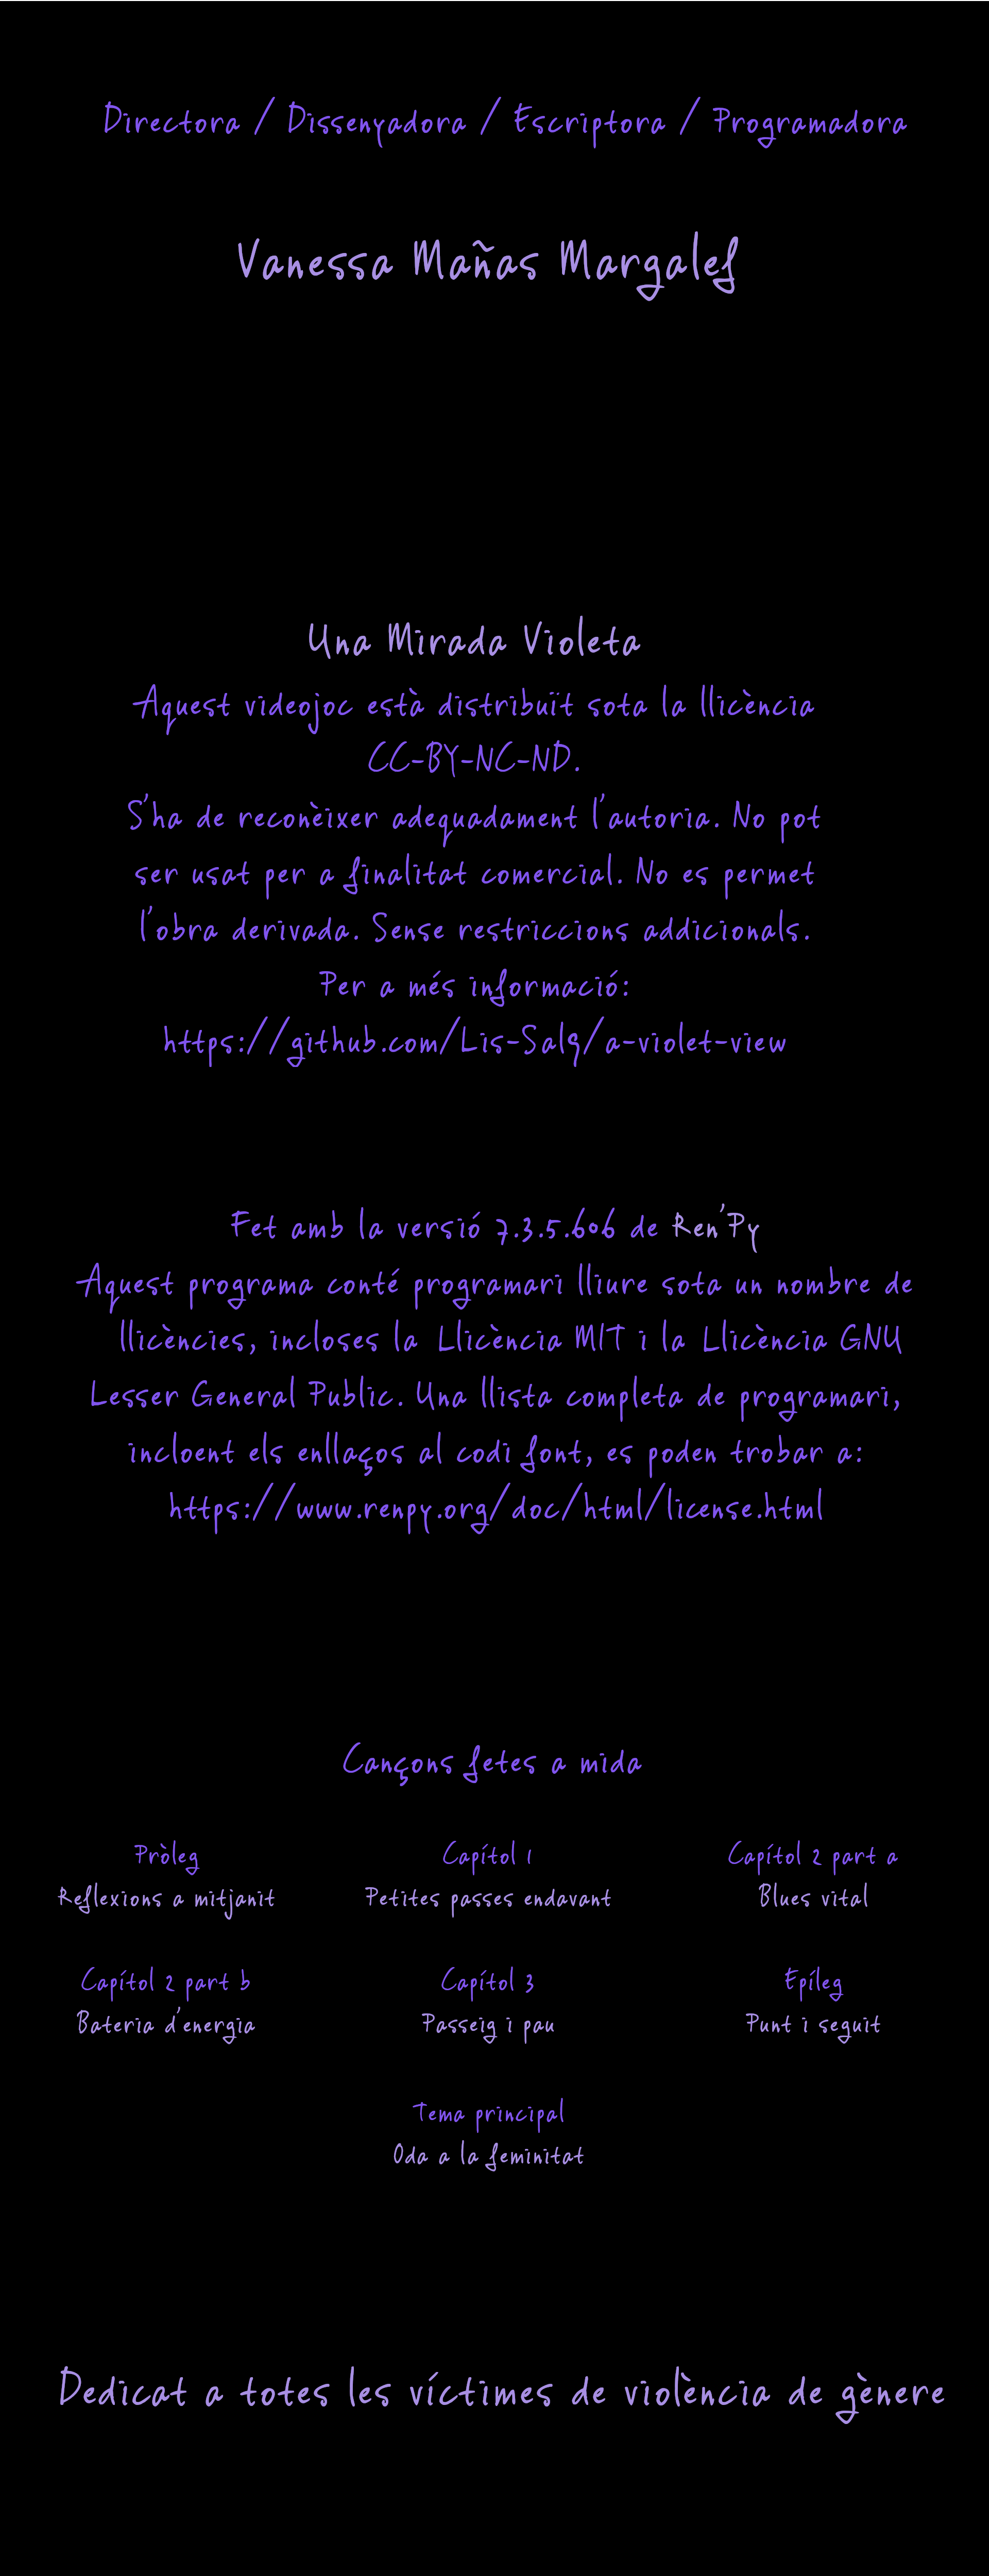 Directora / Dissenyadora / Escriptora / Programadora
Vanessa Mañas Margalef
Una Mirada Violeta
Aquest videojoc està distribuït sota la llicència
CC-BY-NC-ND.
S'ha de reconèixer adequadament l'autoria. No pot
ser usat per a finalitat comercial. No es permet
l'obra derivada. Sense restriccions addicionals.
Per a més informació:
https://github.com/Lis-Salg/a-violet-view
Fet amb la versió 7.3.5.606 de Ren'Py
Aquest programa conté programari lliure sota un nombre de
llicències, incloses la Llicència MIT i la Llicència GNU
Lesser General Public. Una llista completa de programari,
incloent els enllaços al codi font, es poden trobar a:
https://www.renpy.org/doc/html/license.html
Cançons fetes a mida
Pròleg
Reflexions a mitjanit
Capítol 1
Petites passes endavant
Capítol 2 part a
Blues vital
Capítol 2 part b
Bateria d'energia
Capítol 3
Passeig i pau
Epíleg
Punt i seguit
Tema principal
Oda a la feminitat
Dedicat a totes les víctimes de violència de gènere